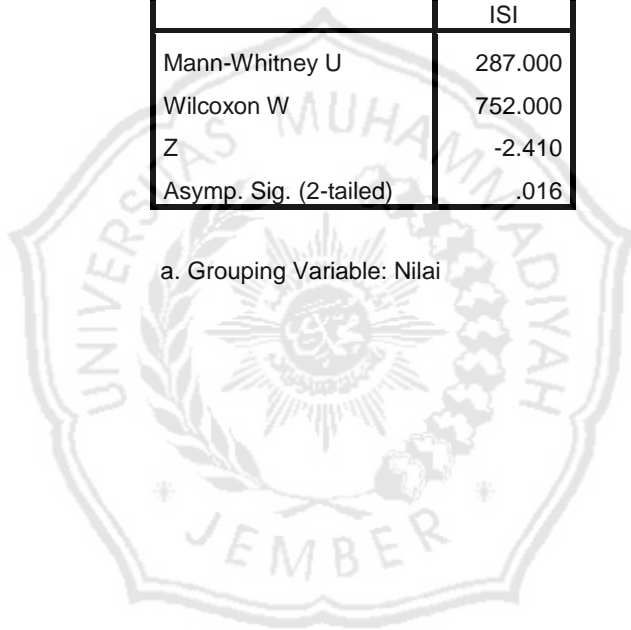 ISI
Mann-Whitney U 287.000
Wilcoxon W 752.000
Z -2.410
Asymp. Sig. (2-tailed) .016
a. Grouping Variable: Nilai
UNIVERSITAS MUHAMMADIYAH
* JEMBER *